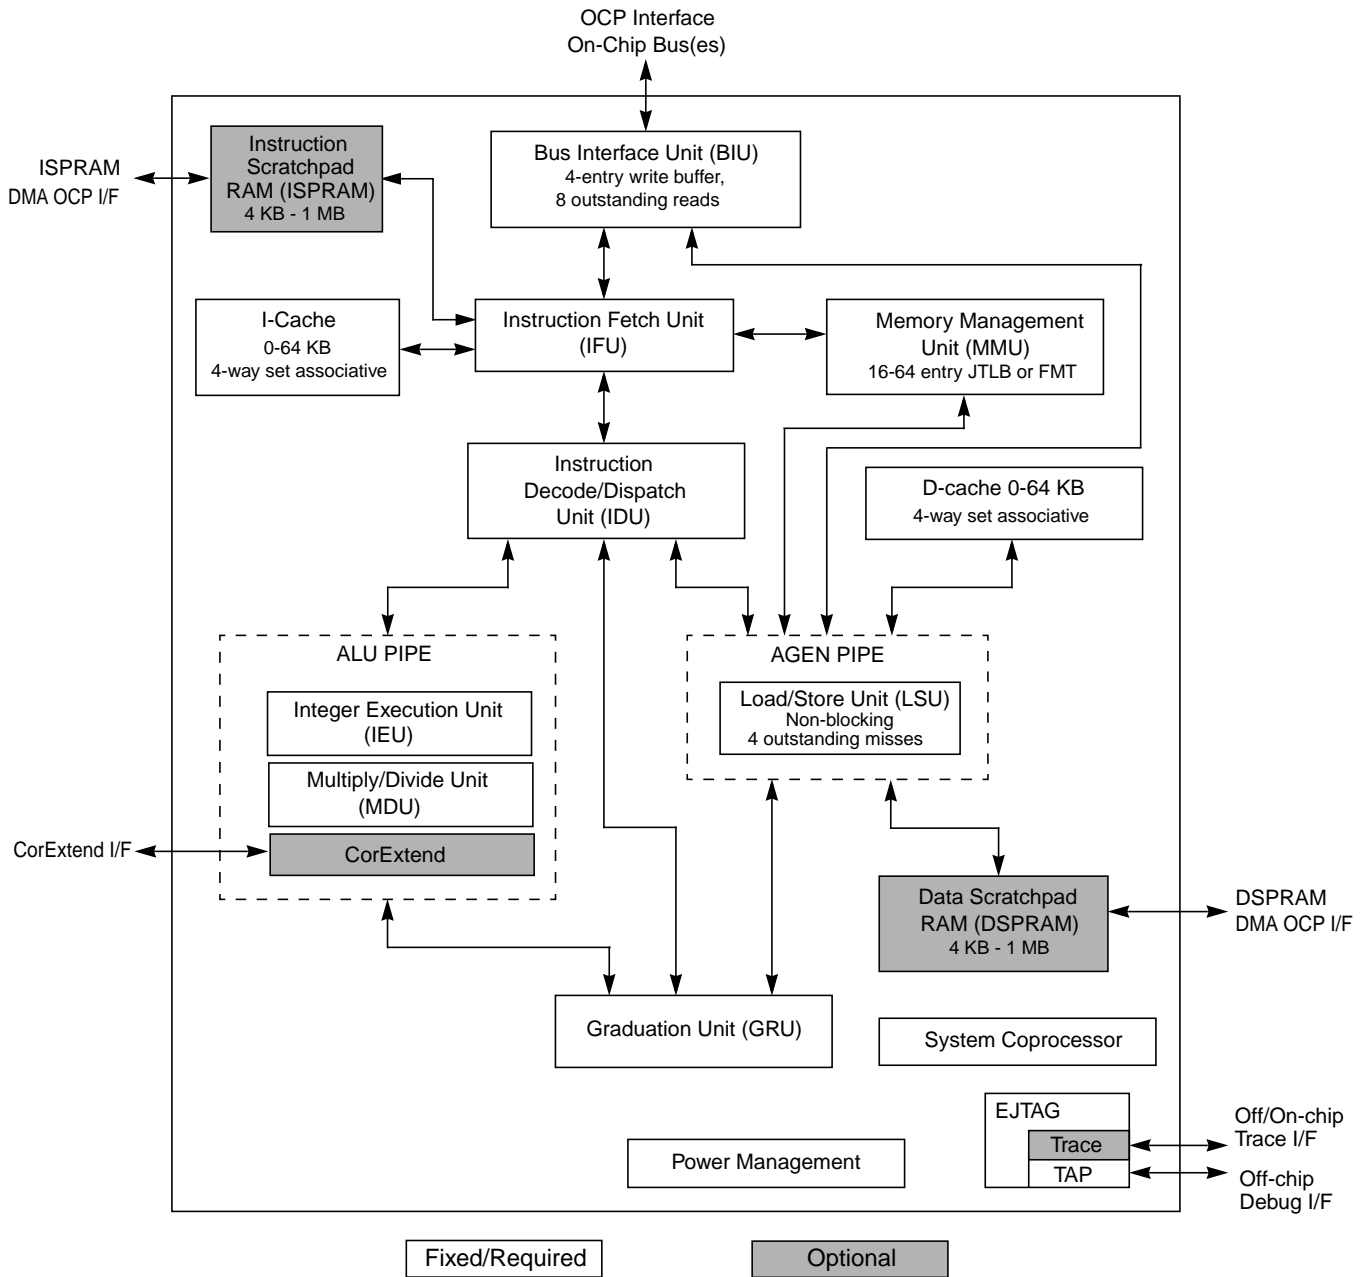 OCP Interface
On-Chip Bus(es)
Instruction
Scratchpad
RAM (ISPRAM)
4 KB - 1 MB
ISPRAM
DMA OCP I/F
Bus Interface Unit (BIU)
4-entry write buffer,
8 outstanding reads
I-Cache
0-64 KB
4-way set associative
Instruction Fetch Unit
(IFU)
Memory Management
Unit (MMU)
16-64 entry JTLB or FMT
Instruction
Decode/Dispatch
Unit (IDU)
D-cache 0-64 KB
4-way set associative
ALU PIPE
Integer Execution Unit
(IEU)
Multiply/Divide Unit
(MDU)
CorExtend
CorExtend I/F
AGEN PIPE
Load/Store Unit (LSU)
Non-blocking
4 outstanding misses
Data Scratchpad
RAM (DSPRAM)
4 KB - 1 MB
DSPRAM
DMA OCP I/F
Graduation Unit (GRU)
System Coprocessor
EJTAG
Trace
TAP
Off/On-chip
Trace I/F
Off-chip
Debug I/F
Power Management
Fixed/Required
Optional